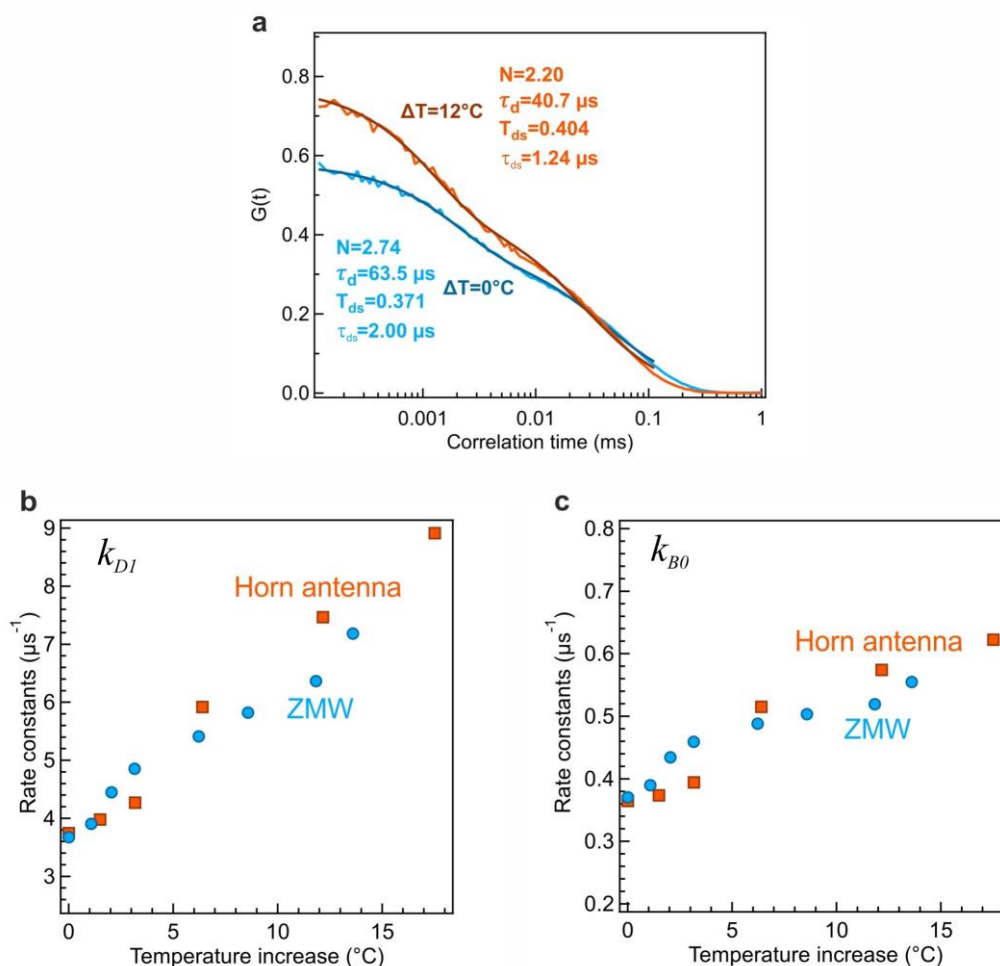 a
0.8
0.6
0.4
0.2
0.0
G(t)
N=2.20
τd=40.7 µs
Tds=0.404
τds=1.24 µs
ΔT=12°C
N=2.74
τd=63.5 µs
Tds=0.371
τds=2.00 µs
ΔT=0°C
0.001 0.01 0.1 1
Correlation time (ms)
b
9
8
7
6
5
4
3
Rate constants (µs⁻¹)
kD1
Horn antenna
ZMW
0 5 10 15
Temperature increase (°C)
c
0.8
0.7
0.6
0.5
0.4
0.3
0.2
Rate constants (µs⁻¹)
kB0
Horn antenna
ZMW
0 5 10 15
Temperature increase (°C)